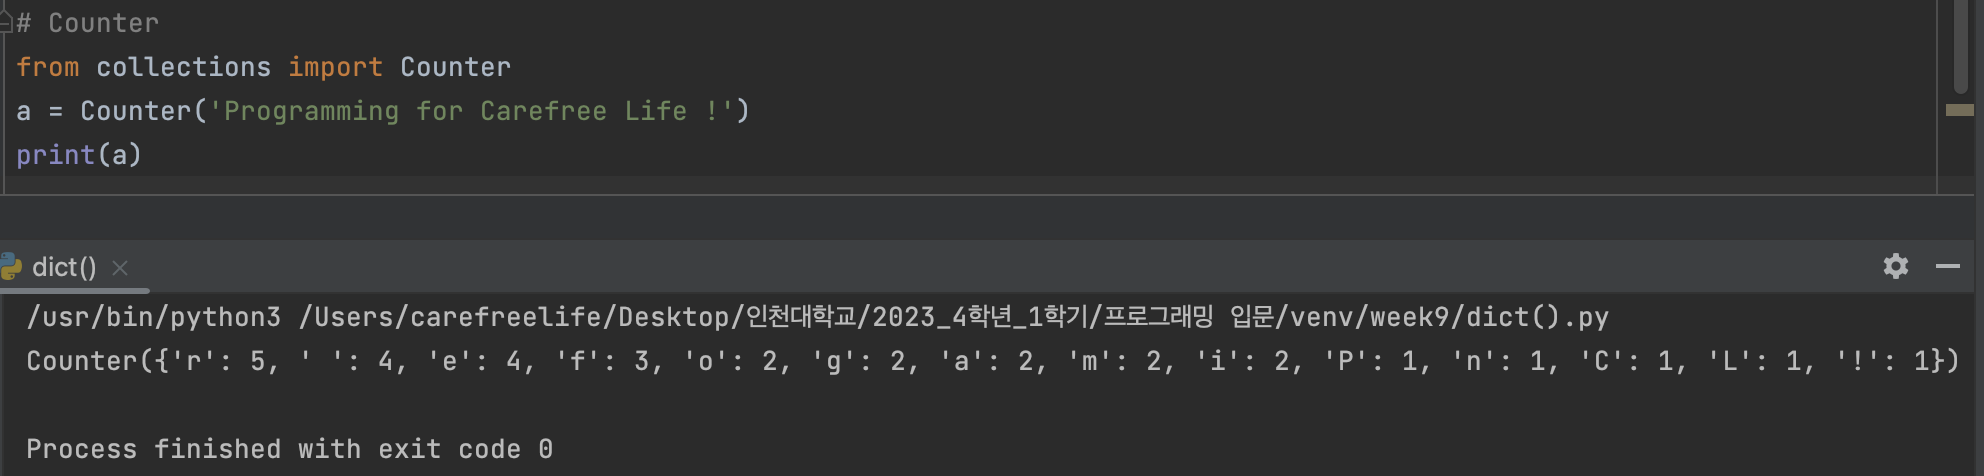 # Counter
from collections import Counter
a = Counter('Programming for Carefree Life !')
print(a)
dict()
/usr/bin/python3 /Users/carefreelife/Desktop/인천대학교/2023_4학년_1학기/프로그래밍 입문/venv/week9/dict().py
Counter({'r': 5, ' ': 4, 'e': 4, 'f': 3, 'o': 2, 'g': 2, 'a': 2, 'm': 2, 'i': 2, 'P': 1, 'n': 1, 'C': 1, 'L': 1, '!': 1})
Process finished with exit code 0